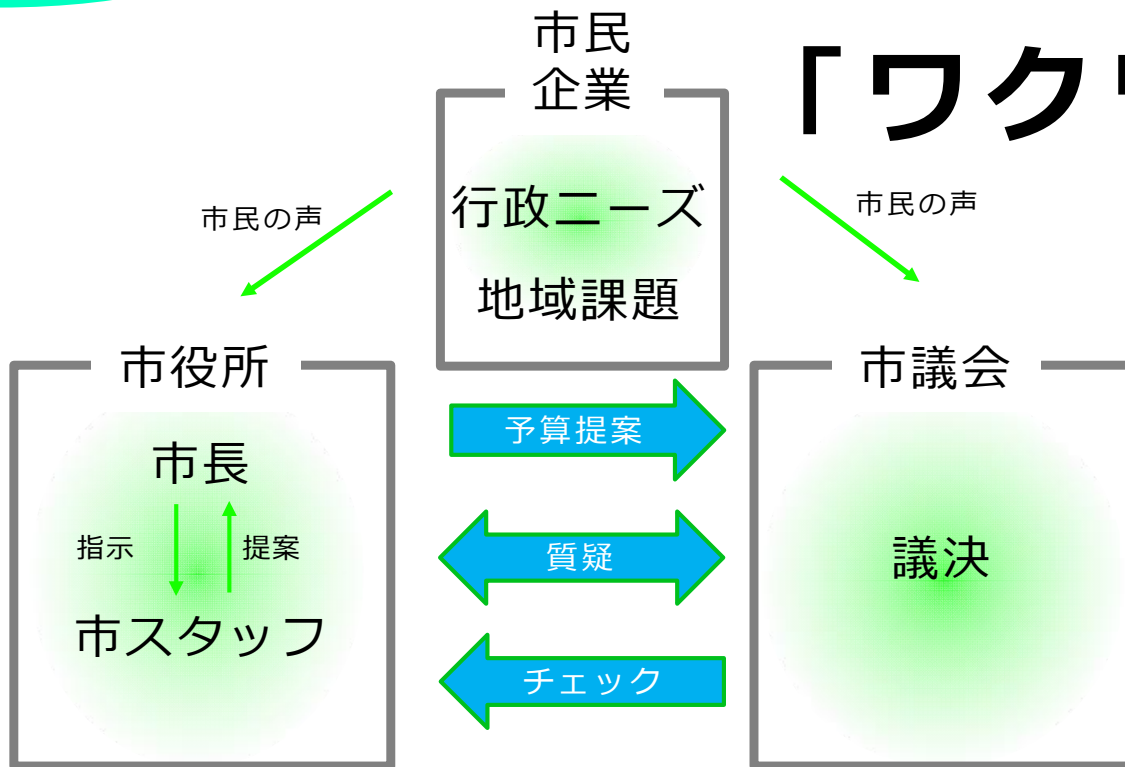 市民
企業
「ワク
行政ニーズ
地域課題
市民の声
市民の声
市役所
市長
指示
提案
市スタッフ
予算提案
質疑
チェック
市議会
議決